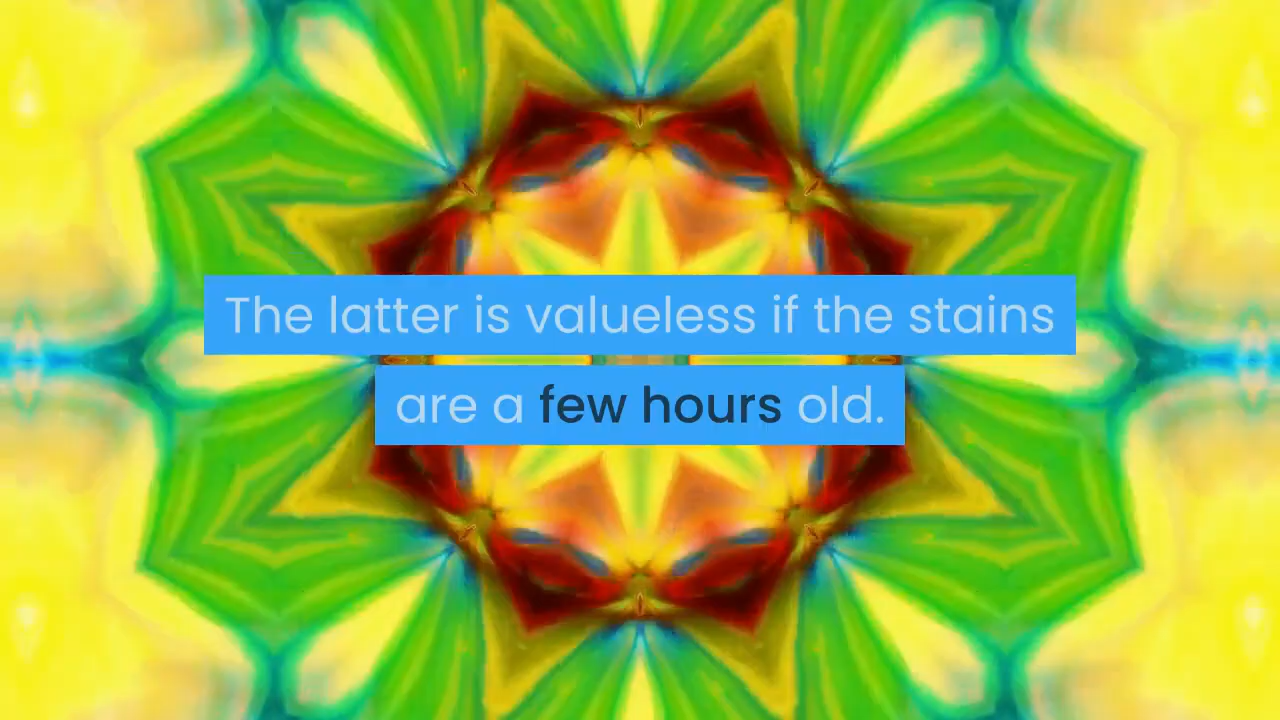 The latter is valueless if the stains
are a few hours old.